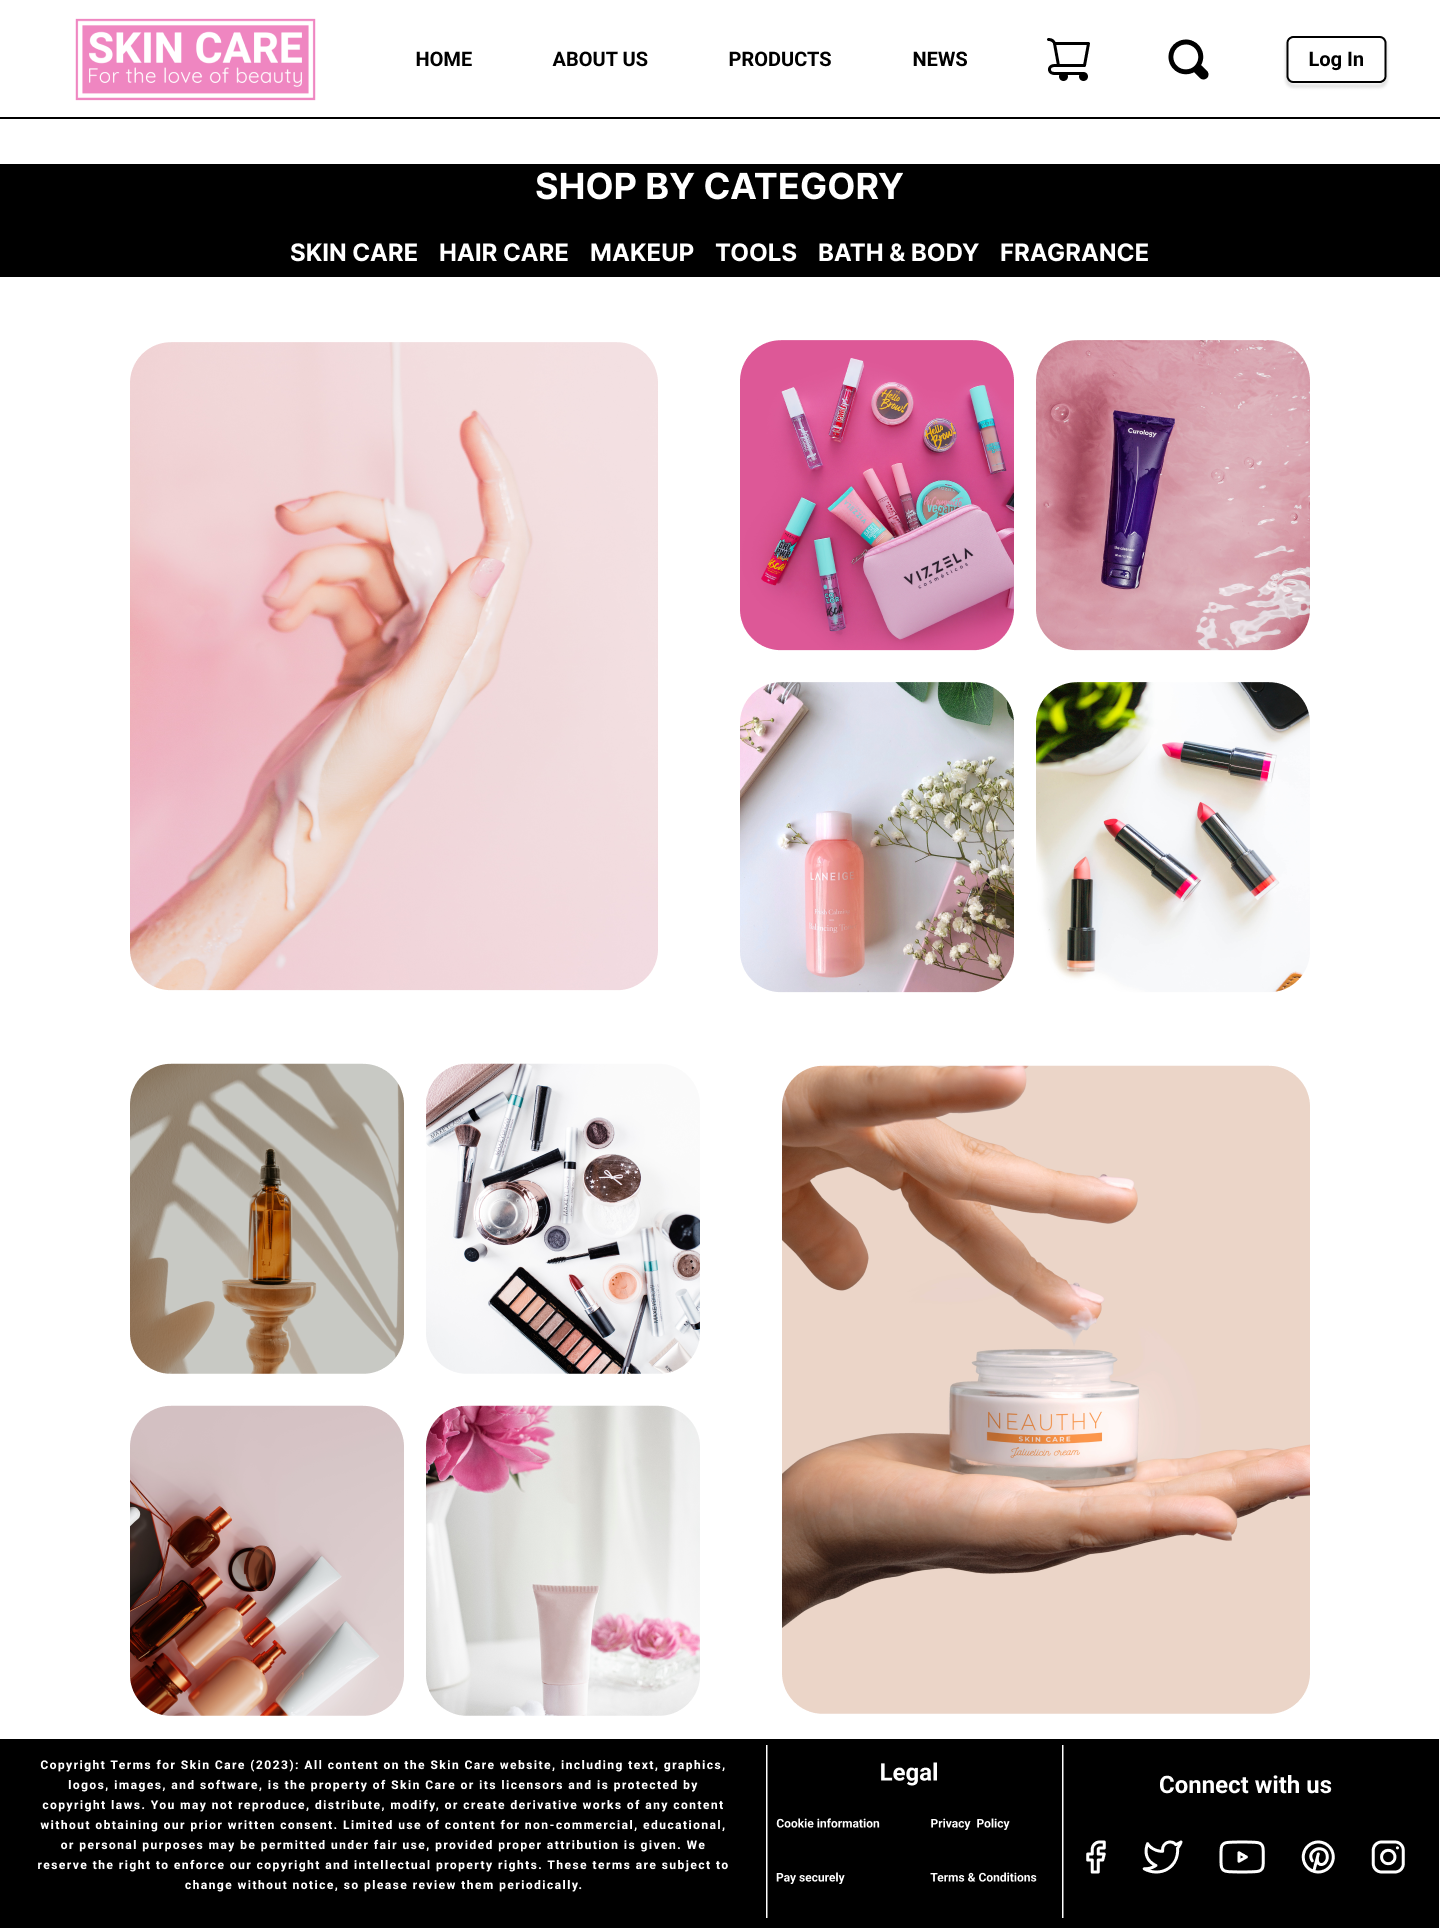 SKIN CARE
For the love of beauty
HOME
ABOUT US
PRODUCTS
NEWS
Log In
SHOP BY CATEGORY
SKIN CARE HAIR CARE MAKEUP TOOLS BATH & BODY FRAGRANCE
Hello
Brow!
Hello
Brow!
VIZZELA
cosméticos
Curology
LANEIGE
NEAUTHY
SKIN CARE
Copyright Terms for Skin Care (2023): All content on the Skin Care website, including text, graphics,
logos, images, and software, is the property of Skin Care or its licensors and is protected by
copyright laws. You may not reproduce, distribute, modify, or create derivative works of any content
without obtaining our prior written consent. Limited use of content for non-commercial, educational,
or personal purposes may be permitted under fair use, provided proper attribution is given. We
reserve the right to enforce our copyright and intellectual property rights. These terms are subject to
change without notice, so please review them periodically.
Legal
Cookie information
Privacy Policy
Pay securely
Terms & Conditions
Connect with us